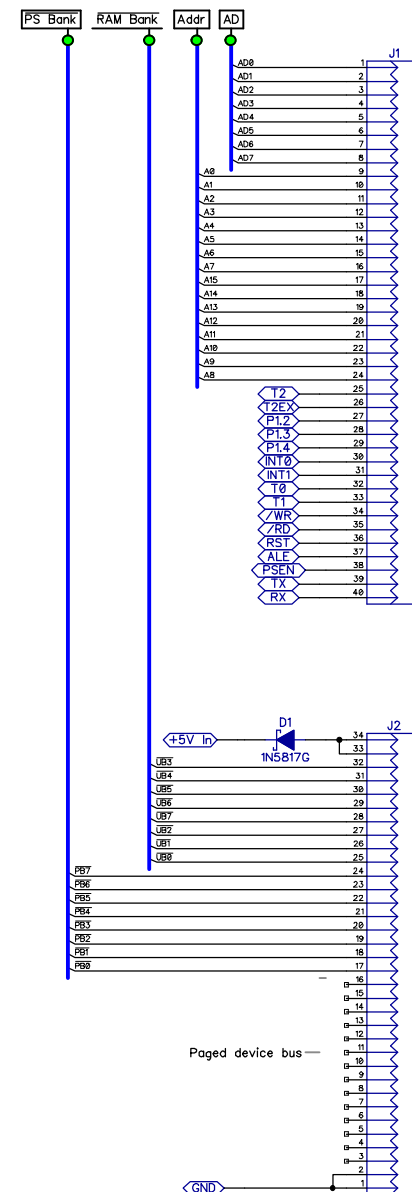 PS Bank RAM Bank Addr AD
J1
AD0 1
AD1 2
AD2 3
AD3 4
AD4 5
AD5 6
AD6 7
AD7 8
A0 9
A1 10
A2 11
A3 12
A4 13
A5 14
A6 15
A7 16
A15 17
A14 18
A13 19
A12 20
A11 21
A10 22
A9 23
A8 24
T2 25
T2EX 26
P1.2 27
P1.3 28
P1.4 29
INT0 30
INT1 31
T0 32
T1 33
/WR 34
/RD 35
RST 36
ALE 37
PSEN 38
TX 39
RX 40
D1 J2
+5V In 34
1N5817G 33
UB3 32
UB4 31
UB5 30
UB6 29
UB7 28
UB2 27
UB1 26
UB0 25
PB7 24
PB6 23
PB5 22
PB4 21
PB3 20
PB2 19
PB1 18
PB0 17
16
15
14
13
12
Paged device bus 11
10
9
8
7
6
5
4
3
2
GND 1